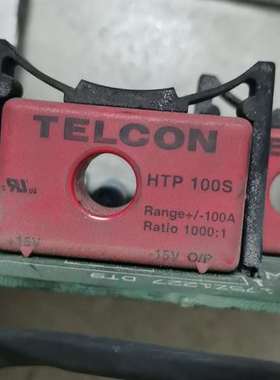 TELCON
HTP 100S
Range+/-100A
Ratio 1000:1
15V
-15V O/P